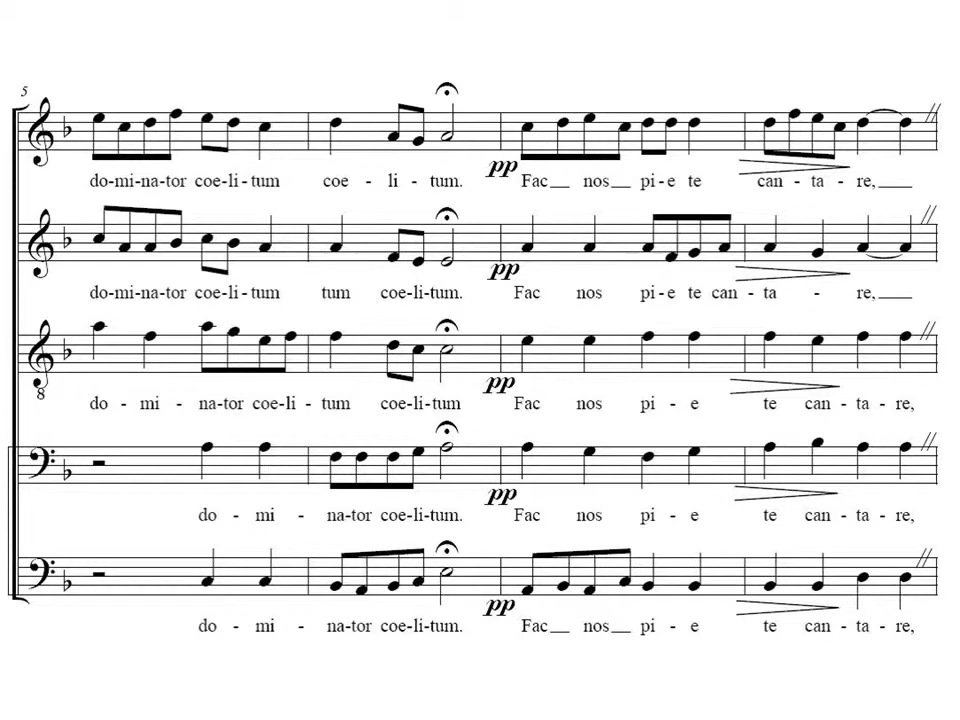 5
do-mi-na-tor coe-li-tum coe - li - tum. Fac__ nos__ pi-e te can - ta - re,___
pp
do-mi-na-tor coe-li-tum tum coe-li-tum. Fac nos pi-e te can - ta - re,___
pp
8
do - mi - na-tor coe-li-tum coe-li-tum Fac nos pi - e te can - ta - re,
pp
do - mi - na-tor coe-li-tum. Fac nos pi - e te can - ta - re,
pp
do - mi - na-tor coe-li-tum. Fac__ nos__ pi - e te can - ta - re,
pp